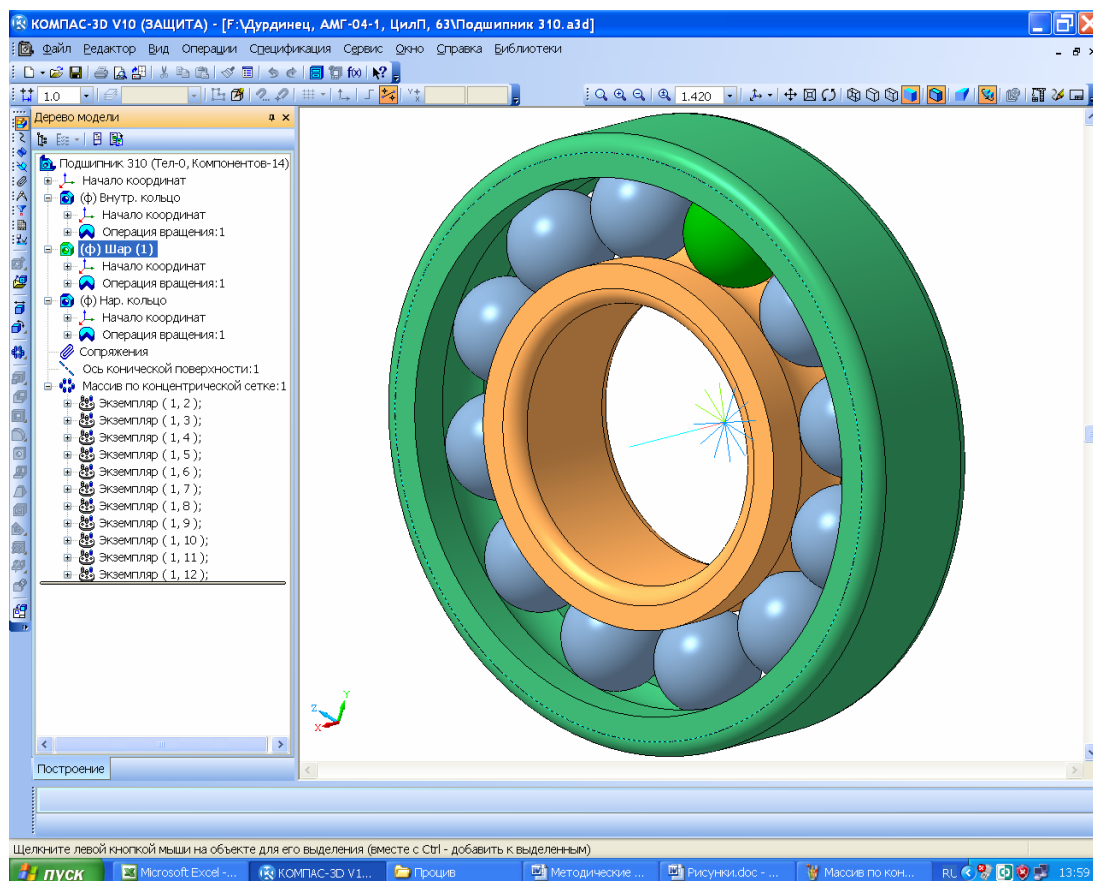 КОМПАС-3D V10 (ЗАЩИТА) - [F:\Дурдинец, АМГ-04-1, ЦилП, 63\Подшипник 310.a3d]
Файл Редактор Вид Операции Спецификация Сервис Окно Справка Библиотеки
f(x)
1.0
1.420
Дерево модели
Подшипник 310 (Тел-0, Компонентов-14)
Начало координат
(ф) Внутр. кольцо
Начало координат
Операция вращения:1
(ф) Шар (1)
Начало координат
Операция вращения:1
(ф) Нар. кольцо
Начало координат
Операция вращения:1
Сопряжения
Ось конической поверхности:1
Массив по концентрической сетке:1
Экземпляр ( 1, 2 );
Экземпляр ( 1, 3 );
Экземпляр ( 1, 4 );
Экземпляр ( 1, 5 );
Экземпляр ( 1, 6 );
Экземпляр ( 1, 7 );
Экземпляр ( 1, 8 );
Экземпляр ( 1, 9 );
Экземпляр ( 1, 10 );
Экземпляр ( 1, 11 );
Экземпляр ( 1, 12 );
Z Y X
Построение
Щелкните левой кнопкой мыши на объекте для его выделения (вместе с Ctrl - добавить к выделенным)
пуск Microsoft Excel -... КОМПАС-3D V1... Процив Методические ... Рисунки.doc - ... Массив по кон... RU 13:59